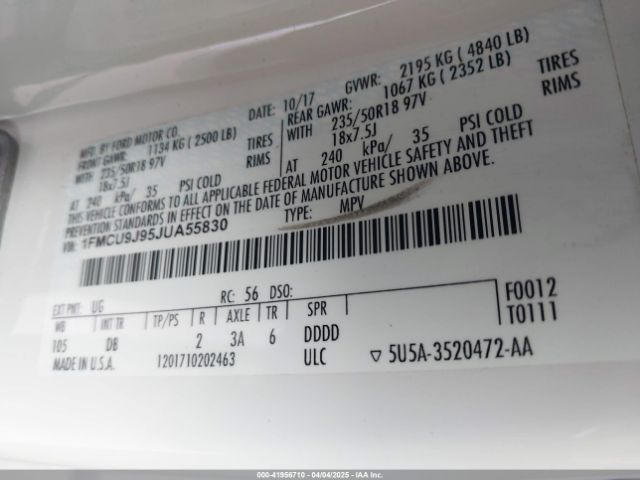 MFD. BY FORD MOTOR CO. DATE: 10/17 GVWR: 2195 KG ( 4840 LB)
FRONT GAWR: 1134 KG ( 2500 LB) REAR GAWR: 1067 KG ( 2352 LB)
WITH 235/50R18 97V TIRES WITH 235/50R18 97V TIRES
18x7.5J RIMS 18x7.5J RIMS
AT 240 kPa/ 35 PSI COLD AT 240 kPa/ 35 PSI COLD
THIS VEHICLE CONFORMS TO ALL APPLICABLE FEDERAL MOTOR VEHICLE SAFETY AND THEFT
PREVENTION STANDARDS IN EFFECT ON THE DATE OF MANUFACTURE SHOWN ABOVE.
VIN: 1FMCU9J95JUA55830 TYPE: MPV
EXT PNT: UG RC: 56 DSO:
WB INT TR TP/PS R AXLE TR SPR F0012
105 DB 2 3A 6 DDDD T0111
MADE IN U.S.A. 1201710202463 ULC ▽ 5U5A-3520472-AA
000-41956710 - 04/04/2025 - IAA Inc.